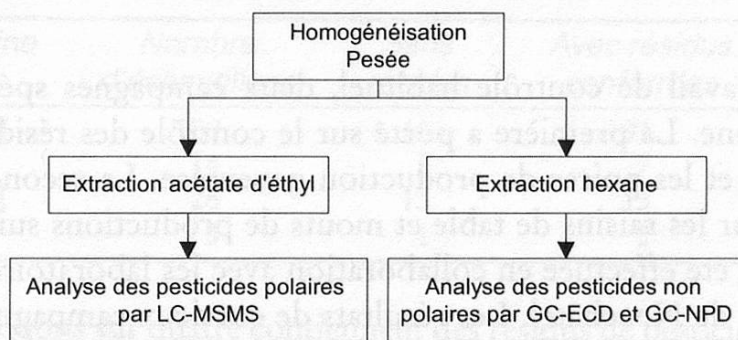 Homogénéisation
Pesée
Extraction acétate d'éthyl
Extraction hexane
Analyse des pesticides polaires
par LC-MSMS
Analyse des pesticides non
polaires par GC-ECD et GC-NPD